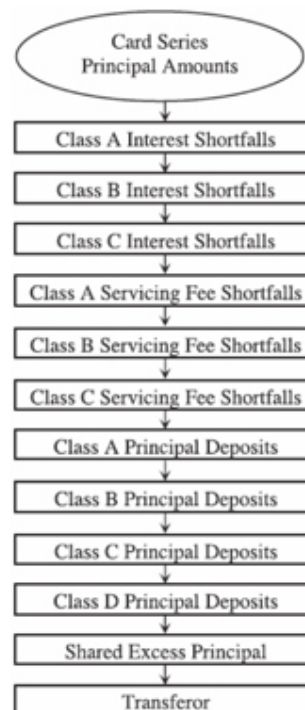 Card Series
Principal Amounts
Class A Interest Shortfalls
Class B Interest Shortfalls
Class C Interest Shortfalls
Class A Servicing Fee Shortfalls
Class B Servicing Fee Shortfalls
Class C Servicing Fee Shortfalls
Class A Principal Deposits
Class B Principal Deposits
Class C Principal Deposits
Class D Principal Deposits
Shared Excess Principal
Transferor